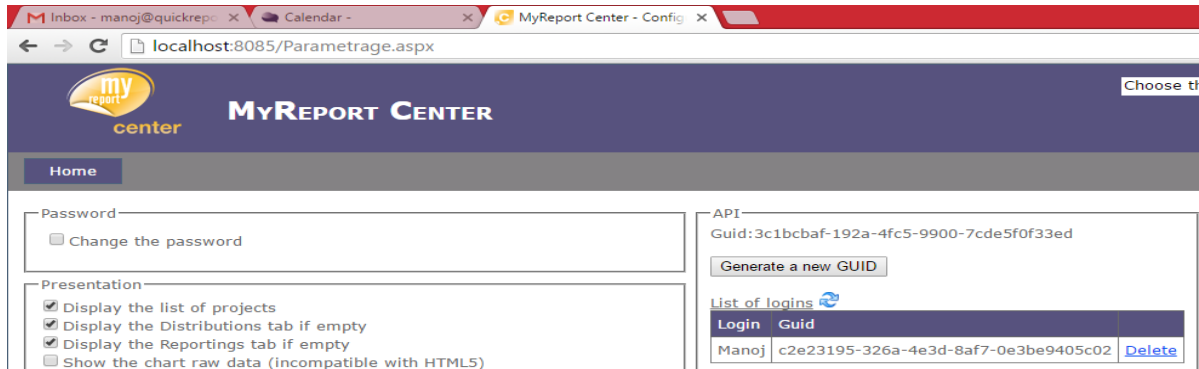 Inbox - manoj@quickrepo
Calendar -
MyReport Center - Config
localhost:8085/Parametrage.aspx
my
report
center
MYREPORT CENTER
Choose th
Home
Password
Change the password
Presentation
Display the list of projects
Display the Distributions tab if empty
Display the Reportings tab if empty
Show the chart raw data (incompatible with HTML5)
API
Guid:3c1bcbaf-192a-4fc5-9900-7cde5f0f33ed
Generate a new GUID
List of logins
Login Guid
Manoj c2e23195-326a-4e3d-8af7-0e3be9405c02 Delete